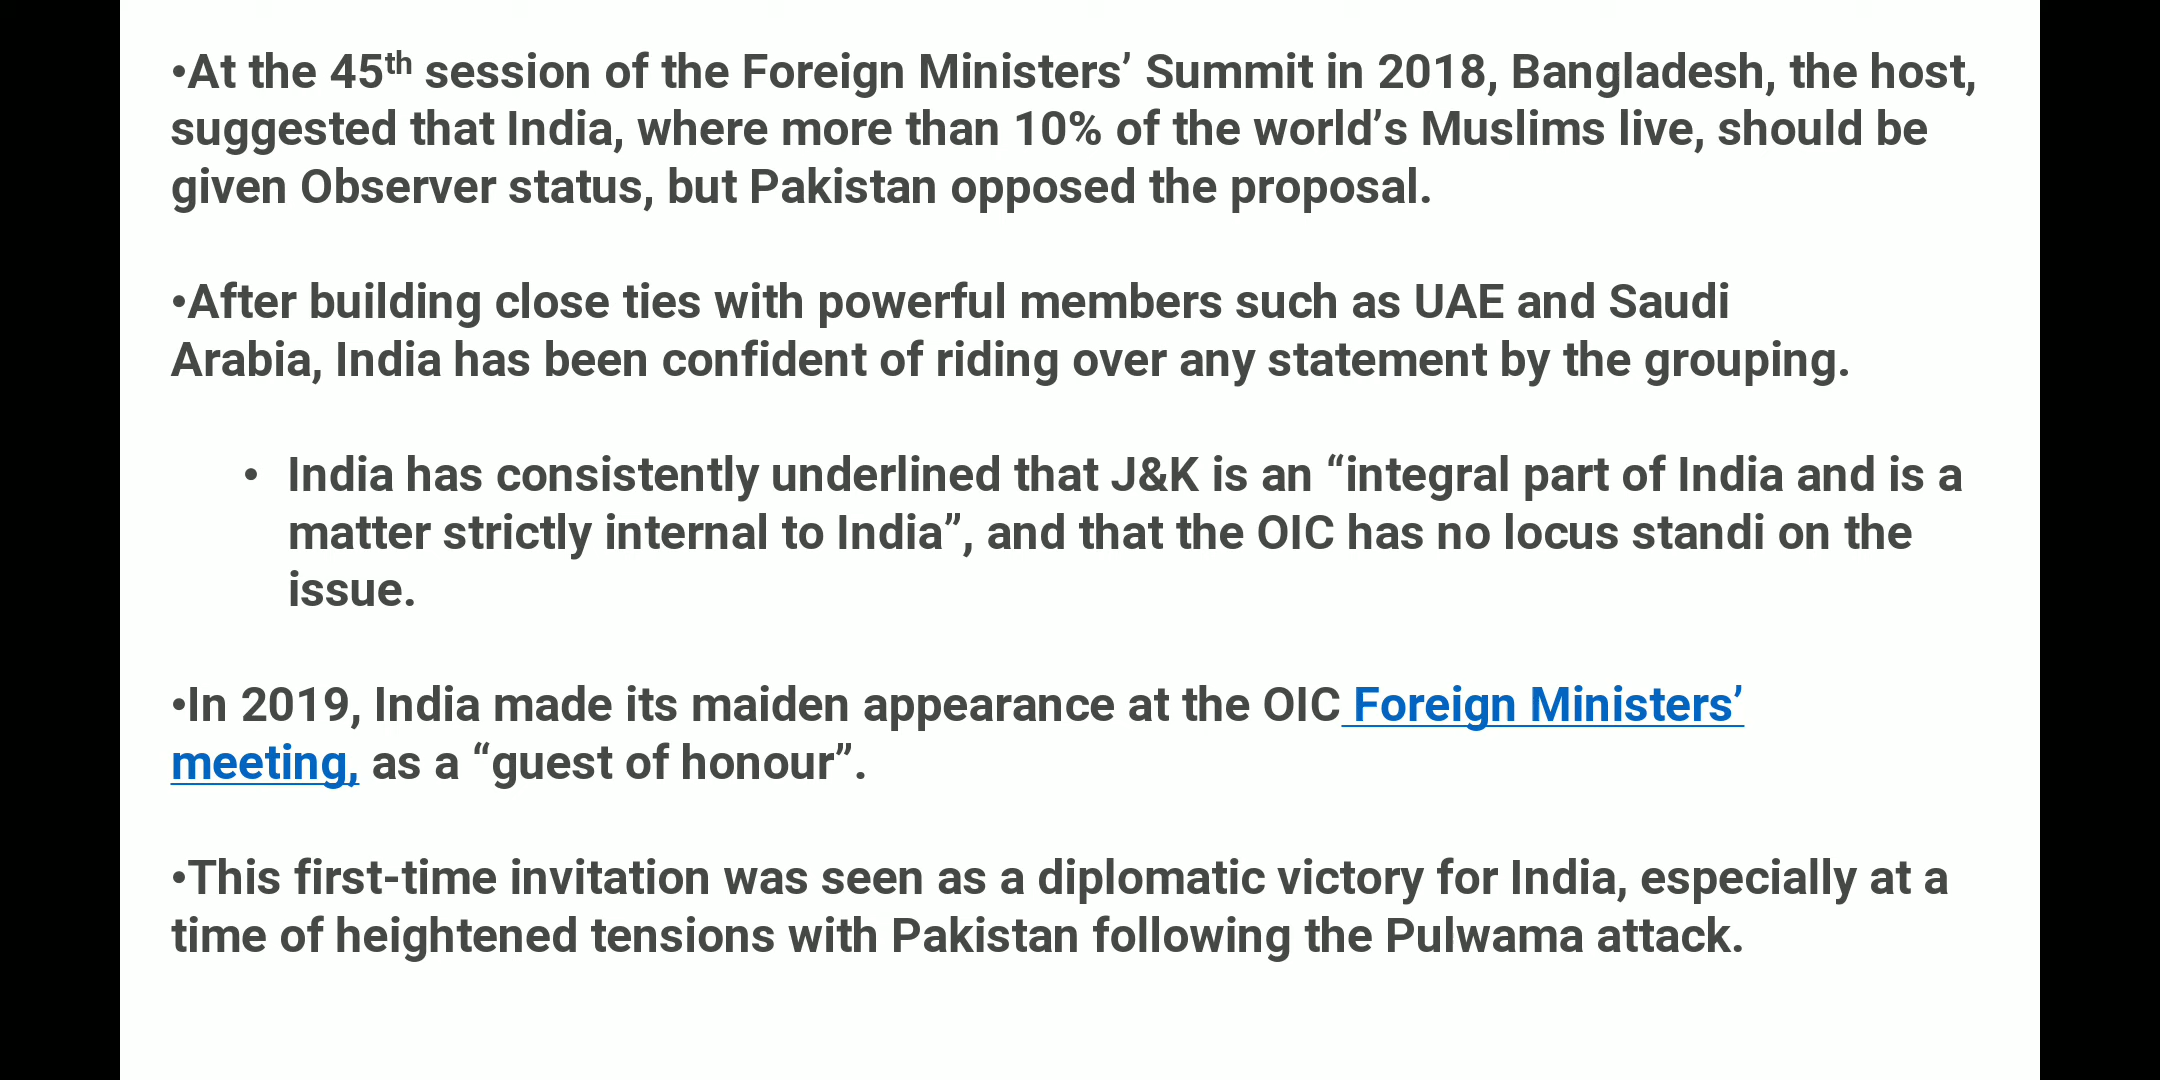 •At the 45th session of the Foreign Ministers’ Summit in 2018, Bangladesh, the host,
suggested that India, where more than 10% of the world’s Muslims live, should be
given Observer status, but Pakistan opposed the proposal.
•After building close ties with powerful members such as UAE and Saudi
Arabia, India has been confident of riding over any statement by the grouping.
• India has consistently underlined that J&K is an “integral part of India and is a
matter strictly internal to India”, and that the OIC has no locus standi on the
issue.
•In 2019, India made its maiden appearance at the OIC Foreign Ministers’
meeting, as a “guest of honour”.
•This first-time invitation was seen as a diplomatic victory for India, especially at a
time of heightened tensions with Pakistan following the Pulwama attack.